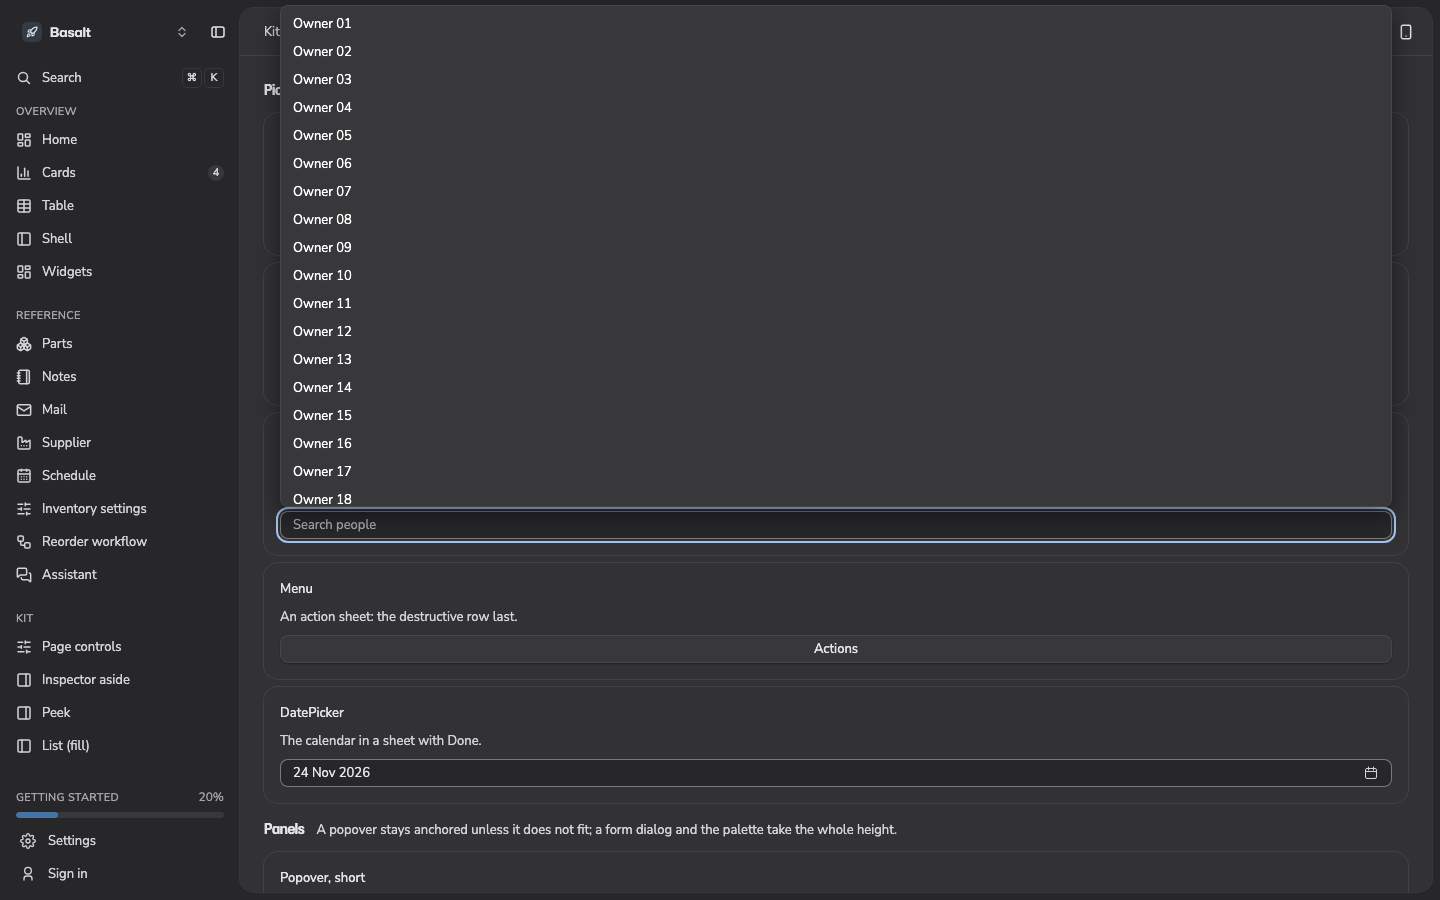 Basalt
Search
⌘ K
OVERVIEW
Home
Cards 4
Table
Shell
Widgets
REFERENCE
Parts
Notes
Mail
Supplier
Schedule
Inventory settings
Reorder workflow
Assistant
KIT
Page controls
Inspector aside
Peek
List (fill)
GETTING STARTED 20%
Settings
Sign in
Kit
Owner 01
Owner 02
Owner 03
Owner 04
Owner 05
Owner 06
Owner 07
Owner 08
Owner 09
Owner 10
Owner 11
Owner 12
Owner 13
Owner 14
Owner 15
Owner 16
Owner 17
Owner 18
Search people
Menu
An action sheet: the destructive row last.
Actions
DatePicker
The calendar in a sheet with Done.
24 Nov 2026
Panels A popover stays anchored unless it does not fit; a form dialog and the palette take the whole height.
Popover, short